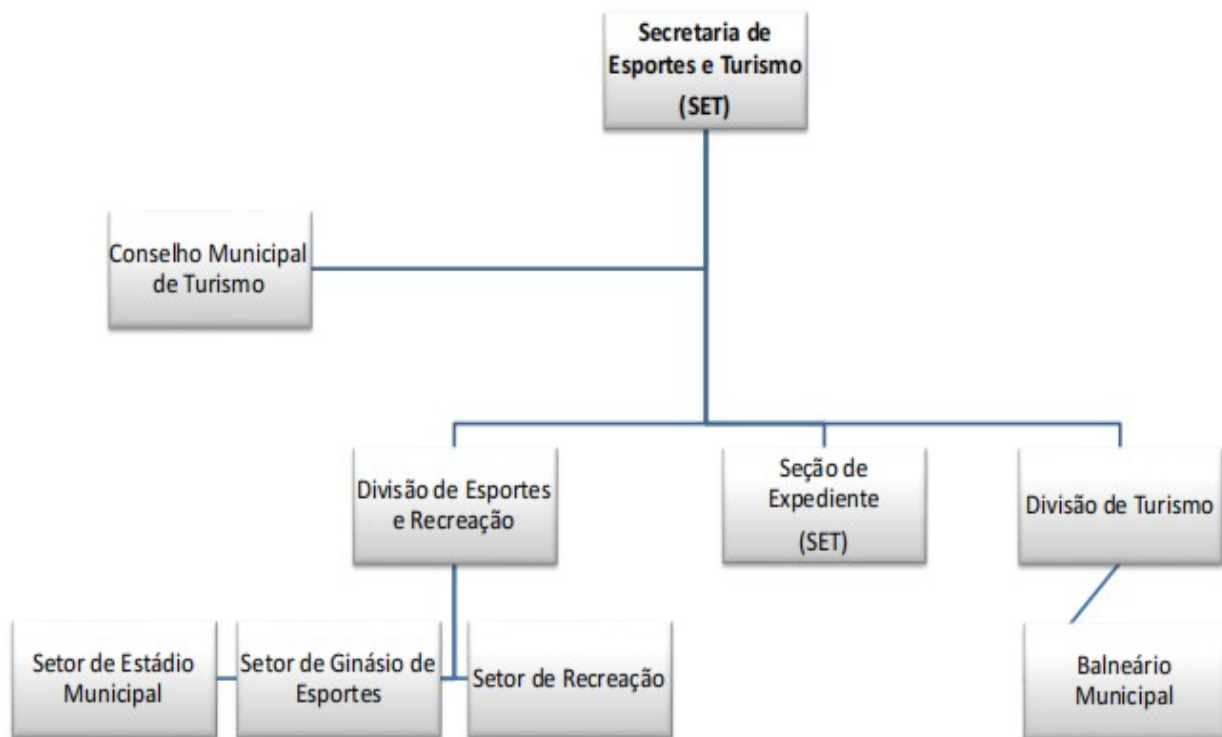 Secretaria de
Esportes e Turismo
(SET)
Conselho Municipal
de Turismo
Divisão de Esportes
e Recreação
Seção de
Expediente
(SET)
Divisão de Turismo
Setor de Estádio
Municipal
Setor de Ginásio de
Esportes
Setor de Recreação
Balneário
Municipal